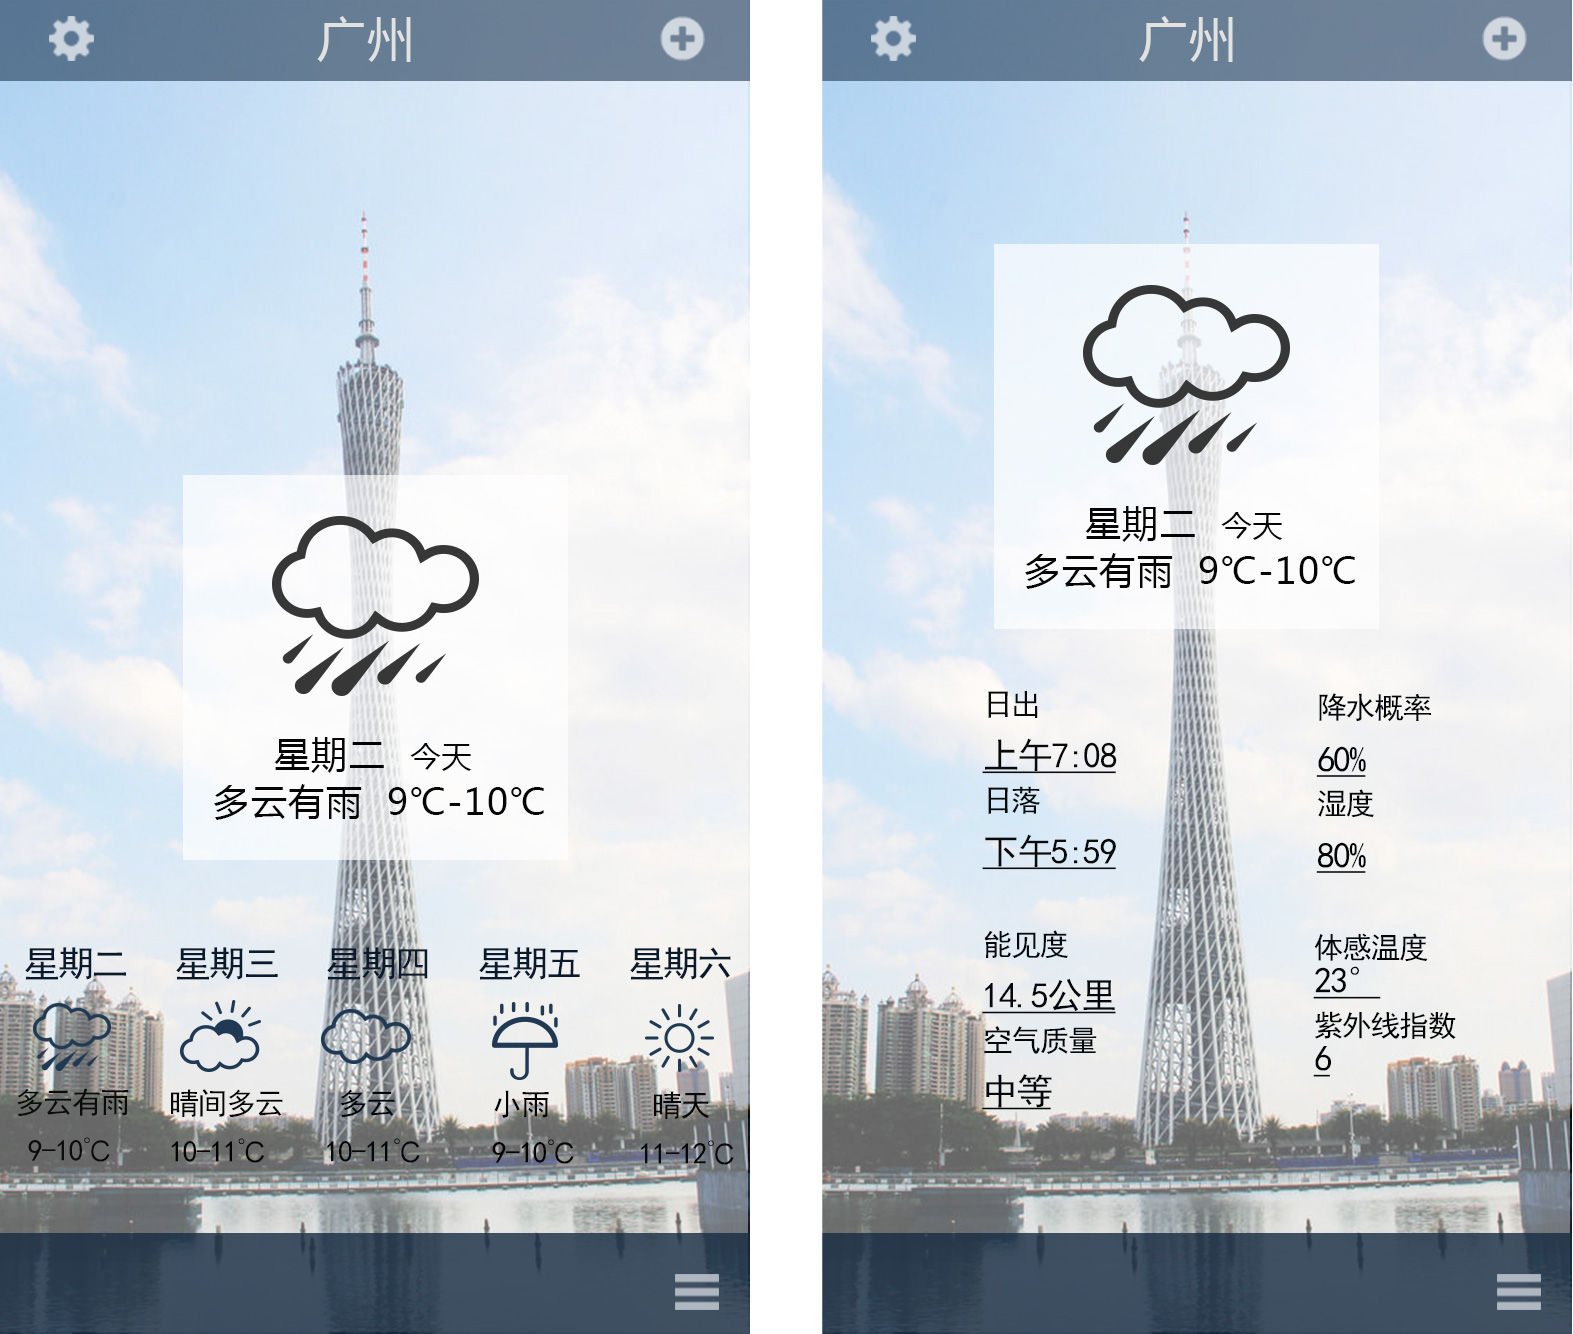 广州
星期二 今天
多云有雨 9℃-10℃
星期二 星期三 星期四 星期五 星期六
多云有雨 晴间多云 多云 小雨 晴天
9-10℃ 10-11℃ 10-11℃ 9-10℃ 11-12℃
广州
星期二 今天
多云有雨 9℃-10℃
日出
上午7:08
日落
下午5:59
能见度
14.5公里
空气质量
中等
降水概率
60%
湿度
80%
体感温度
23°
紫外线指数
6